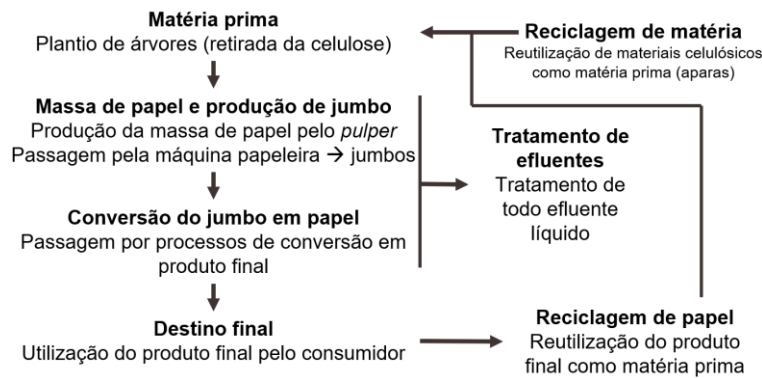 Matéria prima
Plantio de árvores (retirada da celulose)
Reciclagem de matéria
Reutilização de materiais celulósicos
como matéria prima (aparas)
Massa de papel e produção de jumbo
Produção da massa de papel pelo pulper
Passagem pela máquina papeleira → jumbos
Tratamento de
efluentes
Tratamento de
todo efluente
líquido
Conversão do jumbo em papel
Passagem por processos de conversão em
produto final
Destino final
Utilização do produto final pelo consumidor
Reciclagem de papel
Reutilização do produto
final como matéria prima